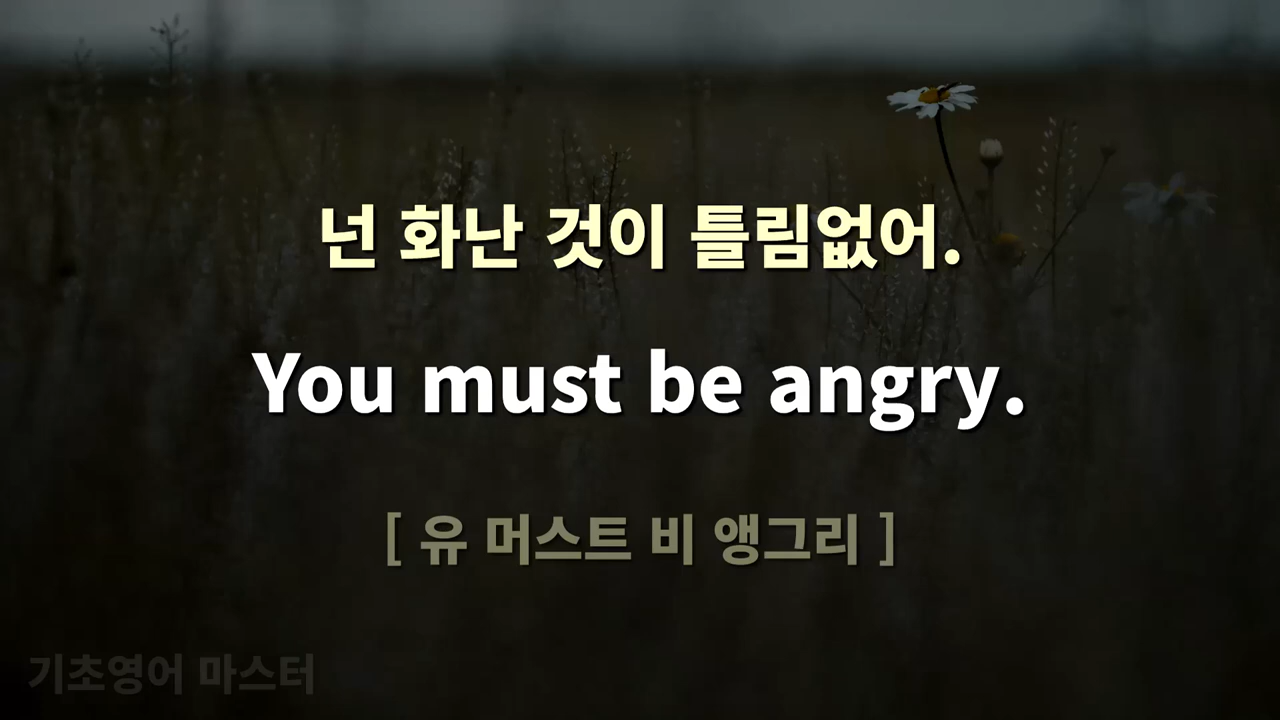 넌 화난 것이 틀림없어.
You must be angry.
[ 유 머스트 비 앵그리 ]
기초영어 마스터